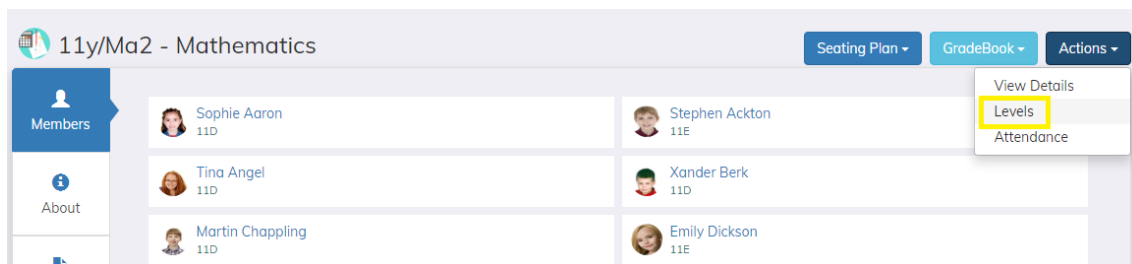 11y/Ma2 - Mathematics
Seating Plan
GradeBook
Actions
View Details
Levels
Attendance
Members
About
Sophie Aaron
11D
Stephen Ackton
11E
Tina Angel
11D
Xander Berk
11D
Martin Chappling
11D
Emily Dickson
11E